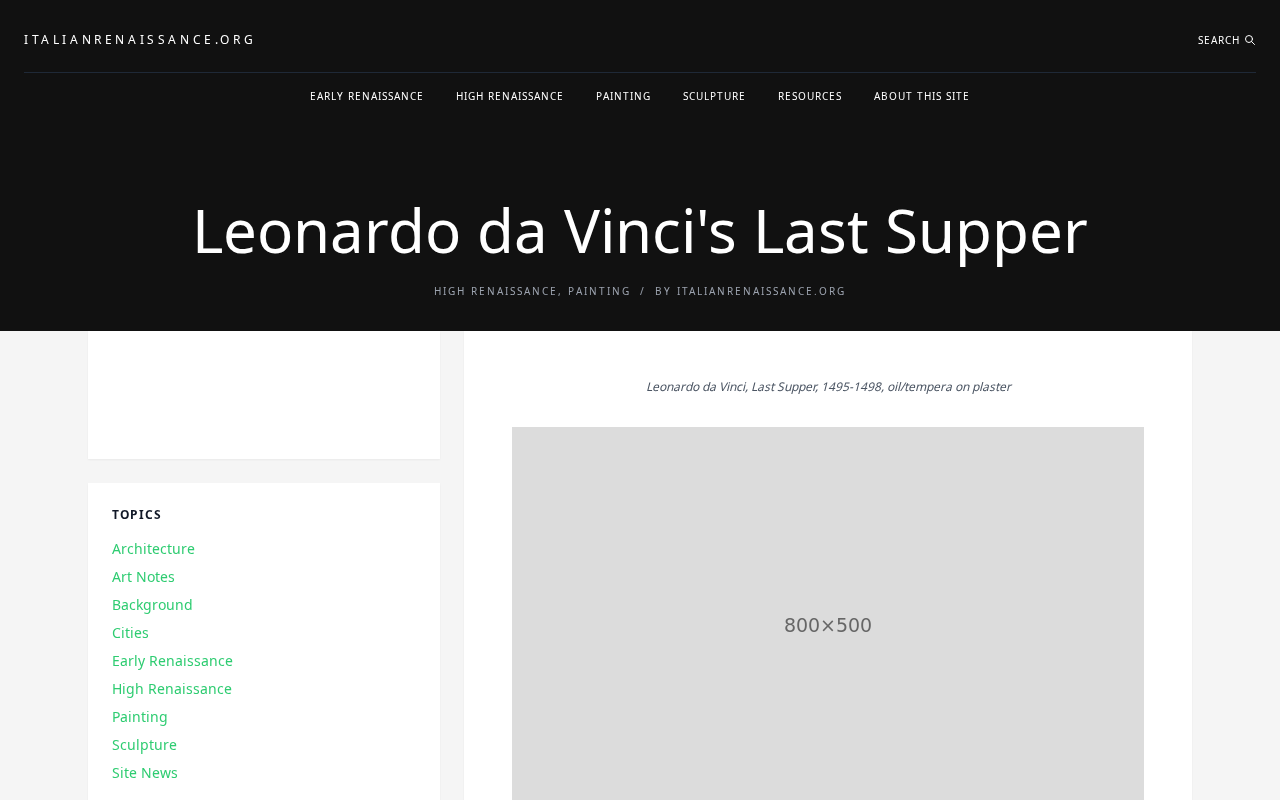 ITALIANRENAISSANCE.ORG
SEARCH
EARLY RENAISSANCE HIGH RENAISSANCE PAINTING SCULPTURE RESOURCES ABOUT THIS SITE
Leonardo da Vinci's Last Supper
HIGH RENAISSANCE, PAINTING / BY ITALIANRENAISSANCE.ORG
Leonardo da Vinci, Last Supper, 1495-1498, oil/tempera on plaster
800×500
TOPICS
Architecture
Art Notes
Background
Cities
Early Renaissance
High Renaissance
Painting
Sculpture
Site News